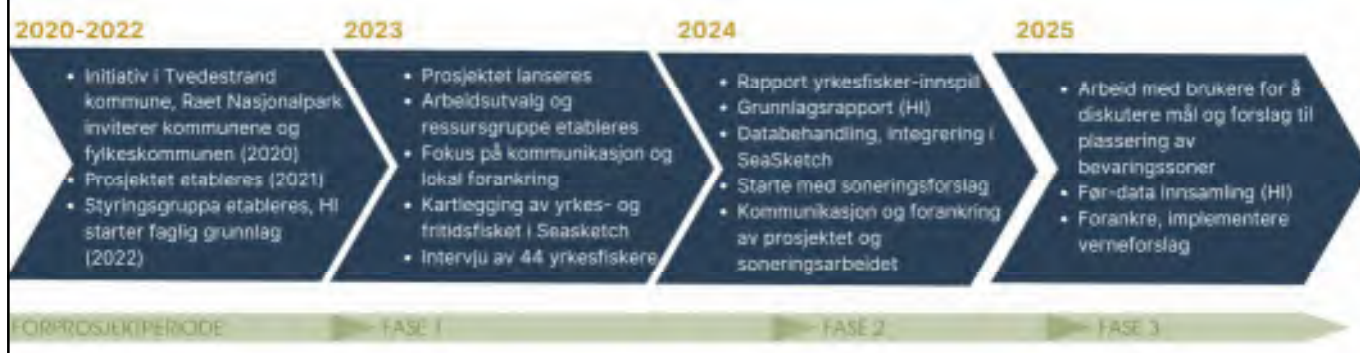 2020-2022
• Initiativ i Tvedestrand
kommune, Raet Nasjonalpark
inviterer kommunene og
fylkeskommunen (2020)
• Prosjektet etableres (2021)
• Styringsgruppa etableres, HI
starter faglig grunnlag
(2022)
2023
• Prosjektet lanseres
• Arbeidsutvalg og
ressursgruppe etableres
• Fokus på kommunikasjon og
lokal forankring
• Kartlegging av yrkes- og
fritidsfisket i Seasketch
• Intervju av 44 yrkesfiskere
2024
• Rapport yrkesfisker-innspill
• Grunnlagsrapport (HI)
• Databehandling, integrering i
SeaSketch
• Starte med soneringsforslag
• Kommunikasjon og forankring
av prosjektet og
soneringsarbeidet
2025
• Arbeid med brukere for å
diskutere mål og forslag til
plassering av
bevaringssoner
• Før-data innsamling (HI)
• Forankre, implementere
verneforslag
FORPROSJEKTPERIODE
FASE 1
FASE 2
FASE 3